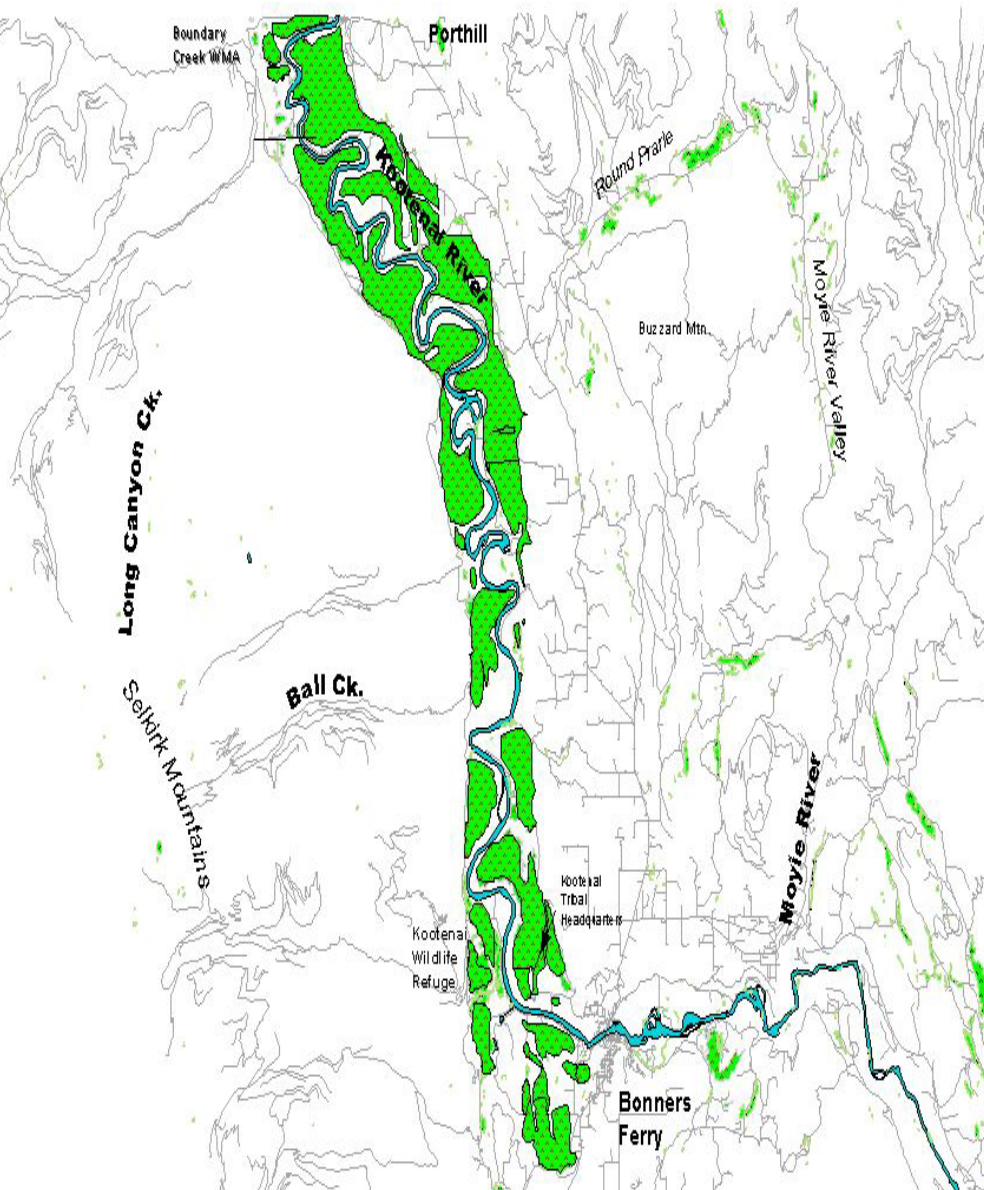 Boundary
Creek WMA
Porthill
Round Prarie
Kootenai River
Moyie River Valley
Buzzard Mtn.
Long Canyon Ck.
Ball Ck.
Selkirk Mountains
Moyie River
Kootenai
Tribal
Headquarters
Kootenai
Wildlife
Refuge
Bonners
Ferry